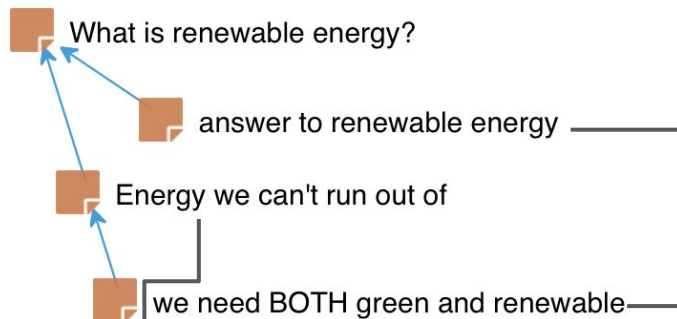 What is renewable energy?
answer to renewable energy
Energy we can't run out of
we need BOTH green and renewable